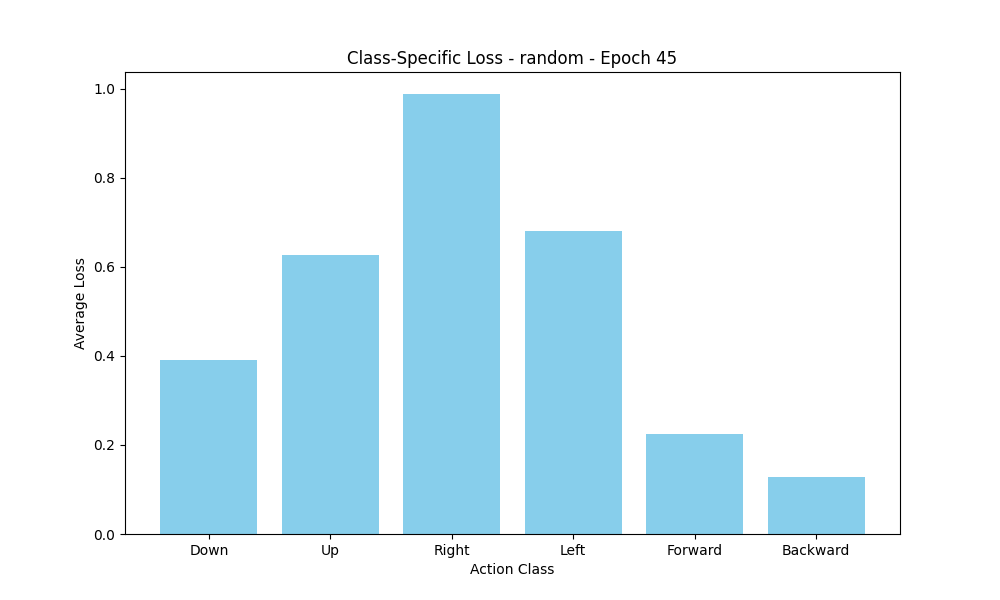 Class-Specific Loss - random - Epoch 45
Average Loss
1.0
0.8
0.6
0.4
0.2
0.0
Down Up Right Left Forward Backward
Action Class